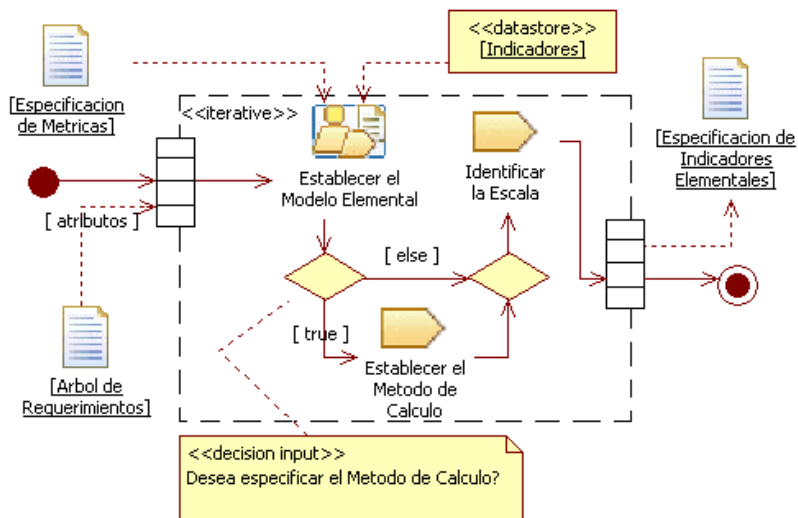 <<datastore>>
[Indicadores]
[Especificacion
de Metricas]
<<iterative>>
[Especificacion de
Indicadores
Elementales]
Establecer el
Modelo Elemental
Identificar
la Escala
[ atributos ]
[ else ]
[ true ]
Establecer el
Metodo de
Calculo
[Arbol de
Requerimientos]
<<decision input>>
Desea especificar el Metodo de Calculo?